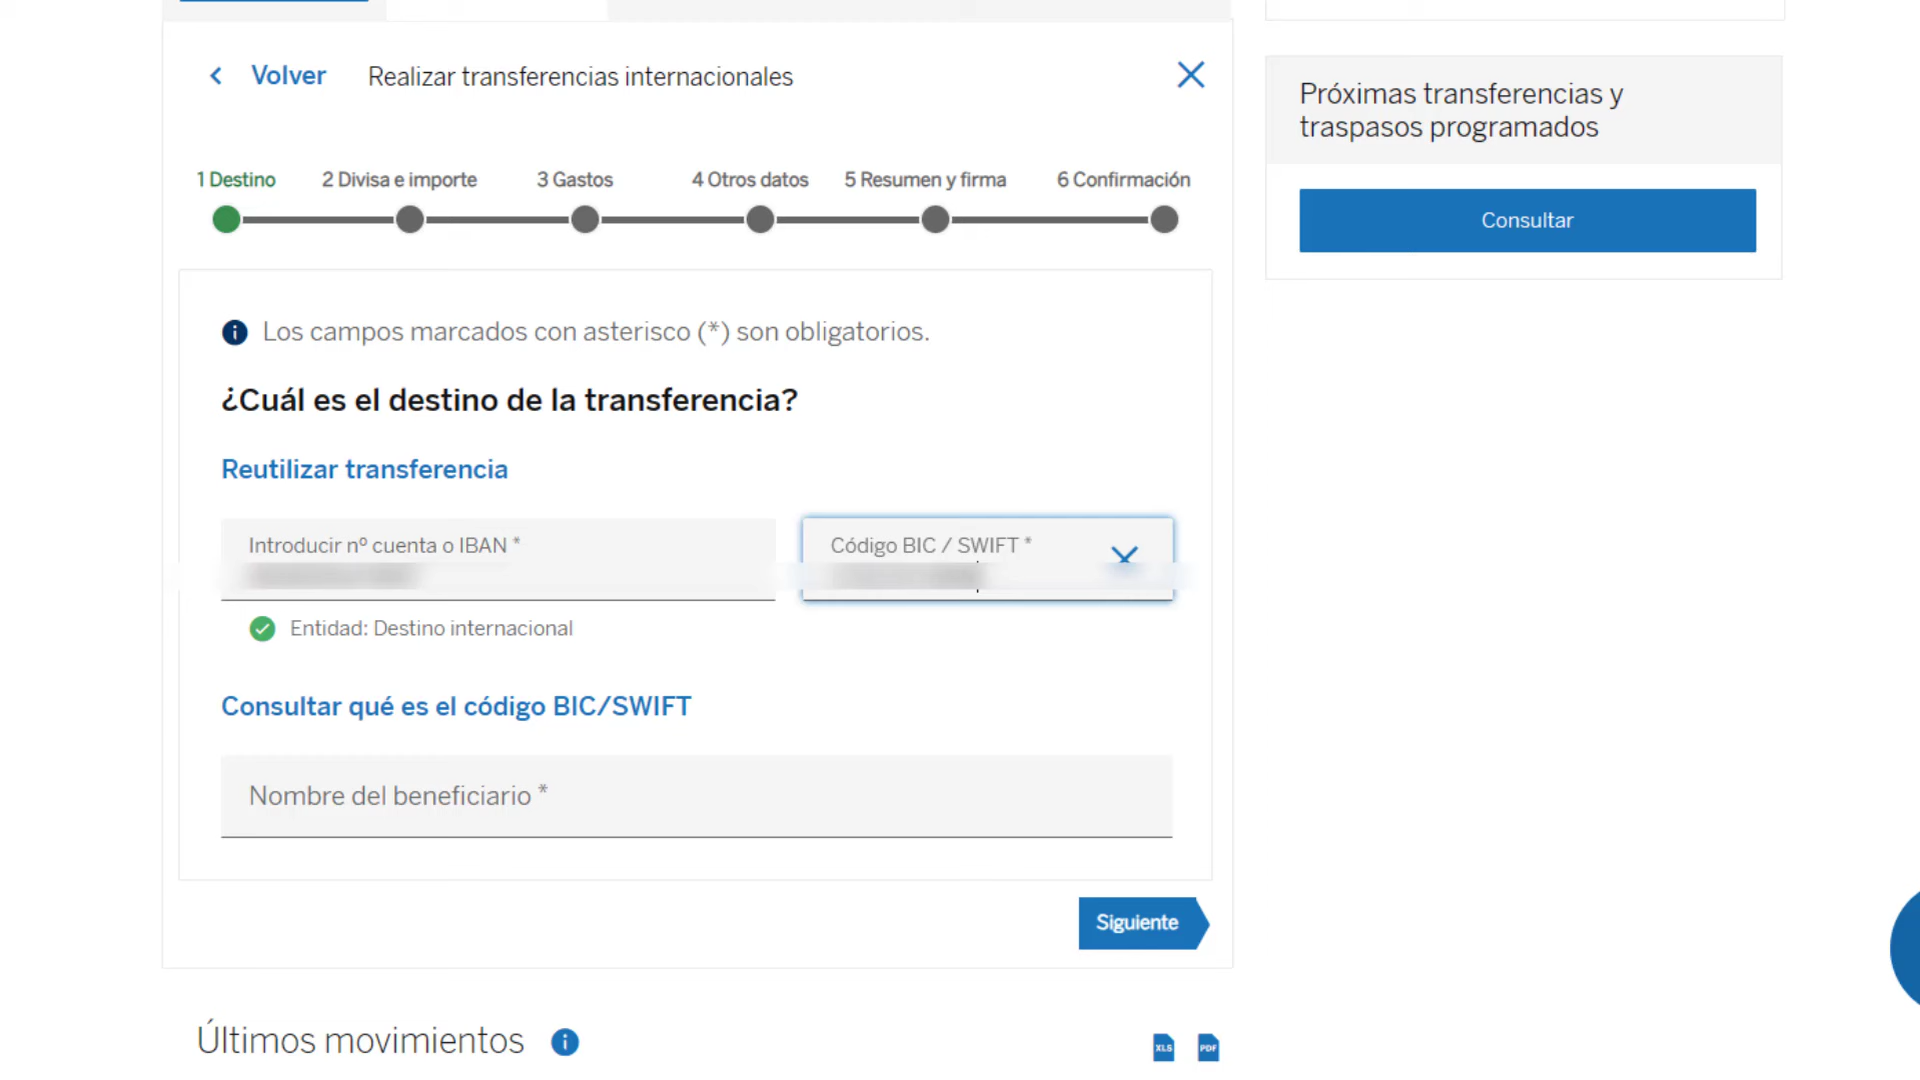 Volver Realizar transferencias internacionales
1 Destino 2 Divisa e importe 3 Gastos 4 Otros datos 5 Resumen y firma 6 Confirmación
Los campos marcados con asterisco (*) son obligatorios.
¿Cuál es el destino de la transferencia?
Reutilizar transferencia
Introducir nº cuenta o IBAN * Código BIC / SWIFT *
Entidad: Destino internacional
Consultar qué es el código BIC/SWIFT
Nombre del beneficiario *
Siguiente
Últimos movimientos
XLS PDF
Próximas transferencias y
traspasos programados
Consultar